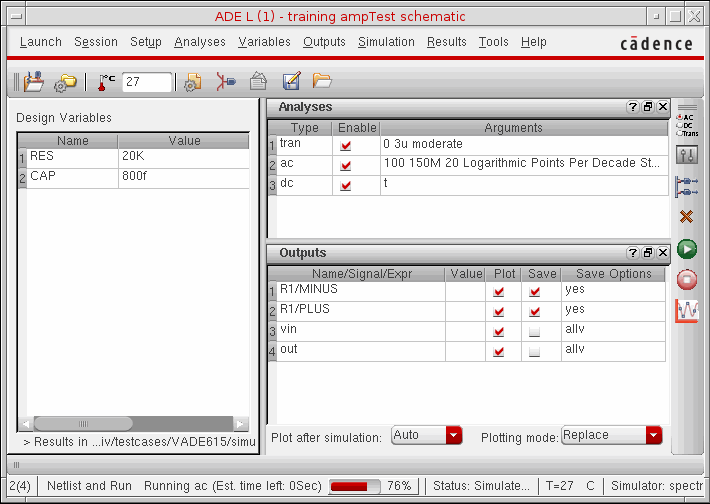 ADE L (1) - training ampTest schematic
Launch Session Setup Analyses Variables Outputs Simulation Results Tools Help cādence
°C 27
Design Variables
Name Value
1 RES 20K
2 CAP 800f
> Results in ...iv/testcases/VADE615/simu
Analyses
Type Enable Arguments
1 tran 0 3u moderate
2 ac 100 150M 20 Logarithmic Points Per Decade St...
3 dc t
Outputs
Name/Signal/Expr Value Plot Save Save Options
1 R1/MINUS yes
2 R1/PLUS yes
3 vin allv
4 out allv
Plot after simulation: Auto Plotting mode: Replace
AC
DC
Trans
2(4) Netlist and Run Running ac (Est. time left: 0Sec) 76% Status: Simulate... T=27 C Simulator: spectr